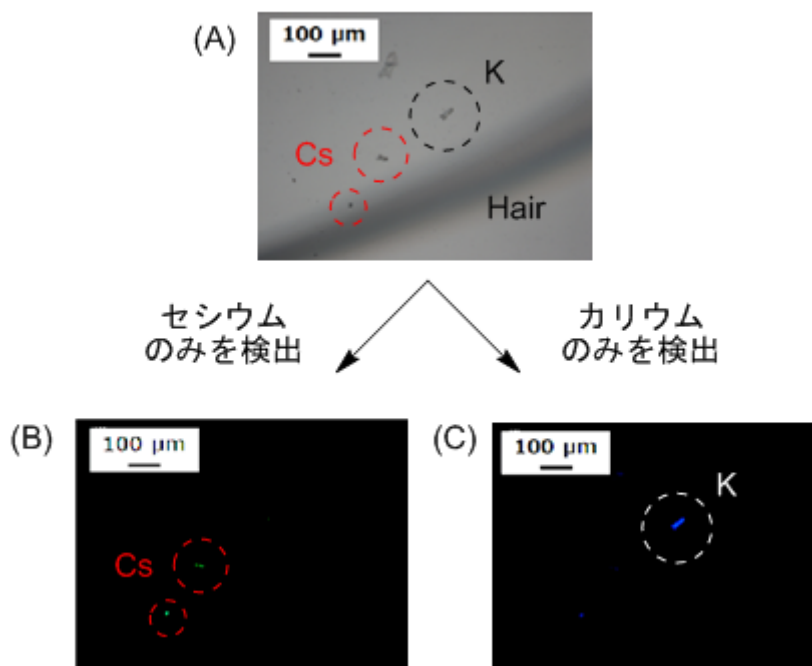 (A)
100 μm
K
Cs
Hair
セシウム
のみを検出
カリウム
のみを検出
(B)
100 μm
Cs
(C)
100 μm
K